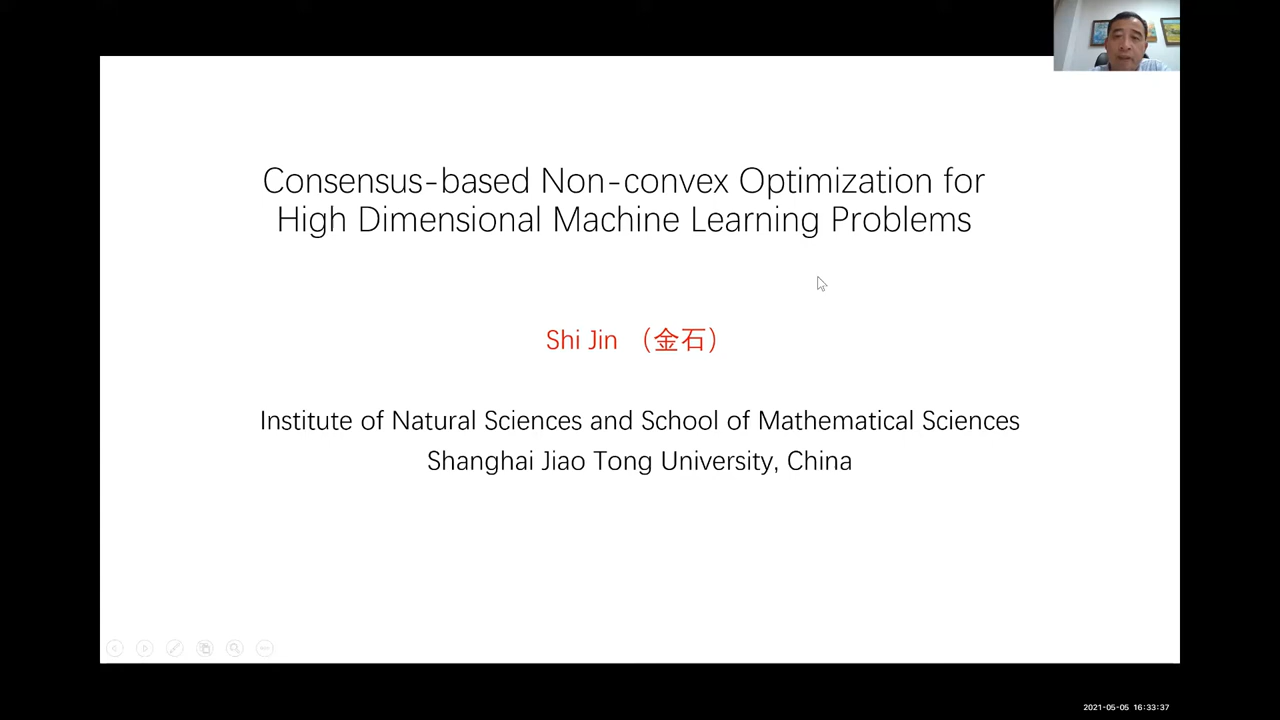 Consensus-based Non-convex Optimization for
High Dimensional Machine Learning Problems
Shi Jin （金石）
Institute of Natural Sciences and School of Mathematical Sciences
Shanghai Jiao Tong University, China
2021-05-05 16:33:37